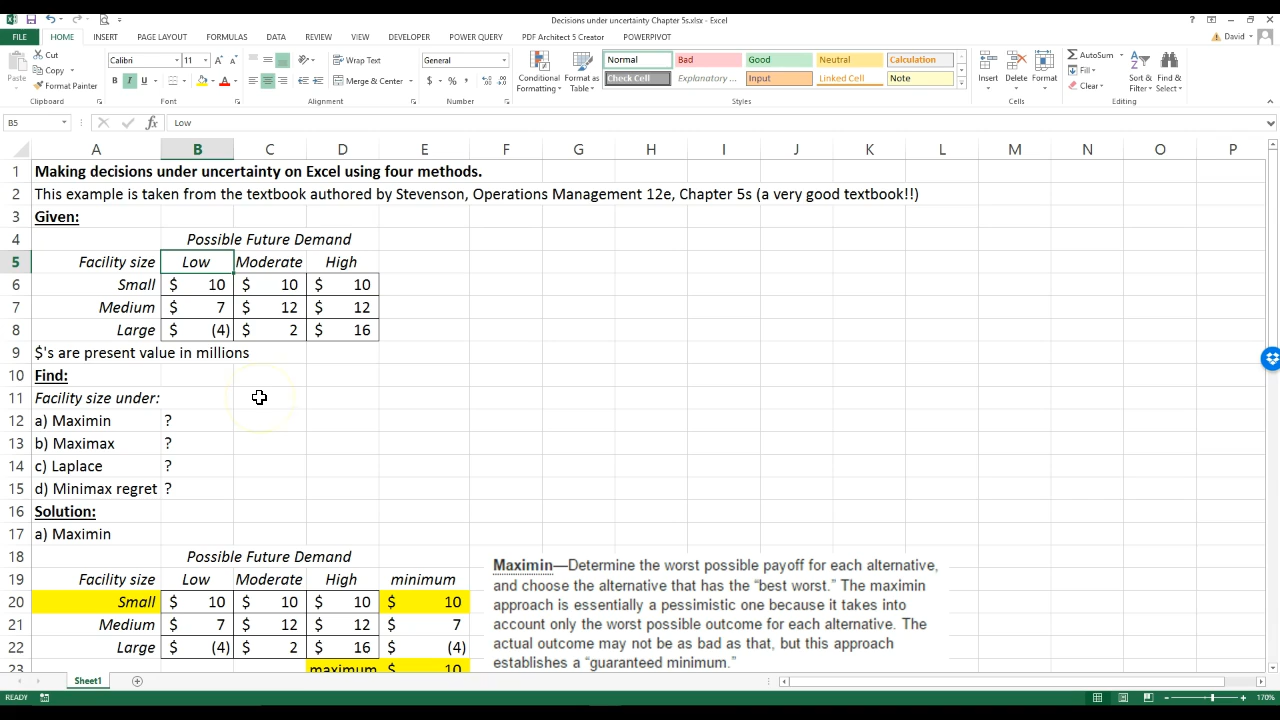 Decisions under uncertainty Chapter 5s.xlsx - Excel
FILE HOME INSERT PAGE LAYOUT FORMULAS DATA REVIEW VIEW DEVELOPER POWER QUERY PDF Architect 5 Creator POWERPIVOT David
Paste
Cut
Copy
Format Painter
Clipboard
Calibri 11
B I U
Font
Wrap Text
Merge & Center
Alignment
General
$ % ,
Number
Conditional Formatting
Format as Table
Normal Bad Good Neutral Calculation
Check Cell Explanatory ... Input Linked Cell Note
Styles
Insert Delete Format
Cells
AutoSum
Fill
Clear
Sort & Filter
Find & Select
Editing
B5 fx Low
A B C D E F G H I J K L M N O P
1 Making decisions under uncertainty on Excel using four methods.
2 This example is taken from the textbook authored by Stevenson, Operations Management 12e, Chapter 5s (a very good textbook!!)
3 Given:
4 Possible Future Demand
5 Facility size Low Moderate High
6 Small $ 10 $ 10 $ 10
7 Medium $ 7 $ 12 $ 12
8 Large $ (4) $ 2 $ 16
9 $'s are present value in millions
10 Find:
11 Facility size under:
12 a) Maximin ?
13 b) Maximax ?
14 c) Laplace ?
15 d) Minimax regret ?
16 Solution:
17 a) Maximin
18 Possible Future Demand
19 Facility size Low Moderate High minimum
20 Small $ 10 $ 10 $ 10 $ 10
21 Medium $ 7 $ 12 $ 12 $ 7
22 Large $ (4) $ 2 $ 16 $ (4)
23 maximum $ 10
Maximin—Determine the worst possible payoff for each alternative,
and choose the alternative that has the “best worst.” The maximin
approach is essentially a pessimistic one because it takes into
account only the worst possible outcome for each alternative. The
actual outcome may not be as bad as that, but this approach
establishes a “guaranteed minimum.”
Sheet1
READY 170%